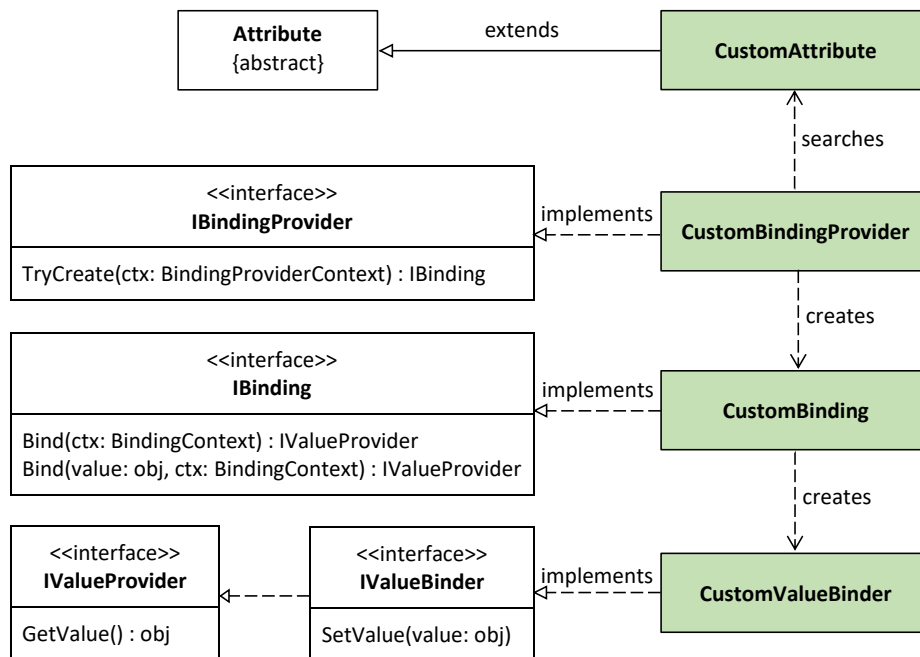 Attribute
{abstract}
extends
CustomAttribute
searches
<<interface>>
IBindingProvider
TryCreate(ctx: BindingProviderContext) : IBinding
implements
CustomBindingProvider
creates
<<interface>>
IBinding
Bind(ctx: BindingContext) : IValueProvider
Bind(value: obj, ctx: BindingContext) : IValueProvider
implements
CustomBinding
creates
<<interface>>
IValueProvider
GetValue() : obj
<<interface>>
IValueBinder
SetValue(value: obj)
implements
CustomValueBinder